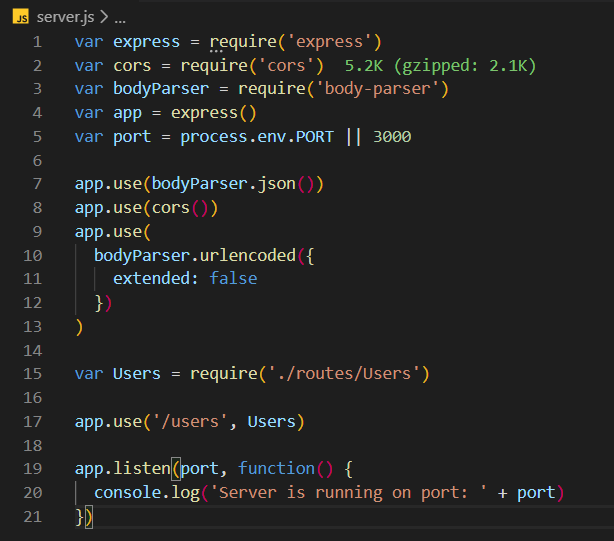 JS server.js > ...
1 var express = require('express')
2 var cors = require('cors') 5.2K (gzipped: 2.1K)
3 var bodyParser = require('body-parser')
4 var app = express()
5 var port = process.env.PORT || 3000
6
7 app.use(bodyParser.json())
8 app.use(cors())
9 app.use(
10   bodyParser.urlencoded({
11     extended: false
12   })
13 )
14
15 var Users = require('./routes/Users')
16
17 app.use('/users', Users)
18
19 app.listen(port, function() {
20   console.log('Server is running on port: ' + port)
21 })